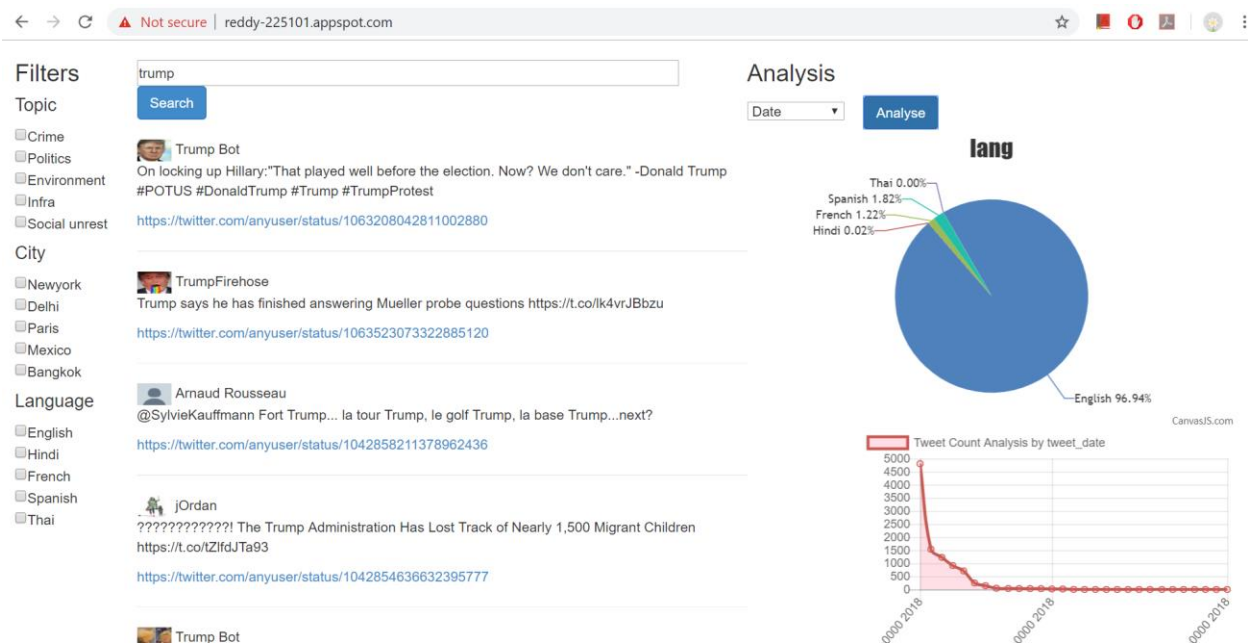 Not secure | reddy-225101.appspot.com
Filters
Topic
Crime
Politics
Environment
Infra
Social unrest
City
Newyork
Delhi
Paris
Mexico
Bangkok
Language
English
Hindi
French
Spanish
Thai
trump
Search
Trump Bot
On locking up Hillary:"That played well before the election. Now? We don't care." -Donald Trump
#POTUS #DonaldTrump #Trump #TrumpProtest
https://twitter.com/anyuser/status/1063208042811002880
TrumpFirehose
Trump says he has finished answering Mueller probe questions https://t.co/lk4vrJBbzu
https://twitter.com/anyuser/status/1063523073322885120
Arnaud Rousseau
@SylvieKauffmann Fort Trump... la tour Trump, le golf Trump, la base Trump...next?
https://twitter.com/anyuser/status/1042858211378962436
jOrdan
????????????! The Trump Administration Has Lost Track of Nearly 1,500 Migrant Children
https://t.co/tZlfdJTa93
https://twitter.com/anyuser/status/1042854636632395777
Trump Bot
Analysis
Date
Analyse
lang
Thai 0.00%
Spanish 1.82%
French 1.22%
Hindi 0.02%
English 96.94%
CanvasJS.com
Tweet Count Analysis by tweet_date
5000
4500
4000
3500
3000
2500
2000
1500
1000
500
0
0000 2018
0000 2018
0000 2018